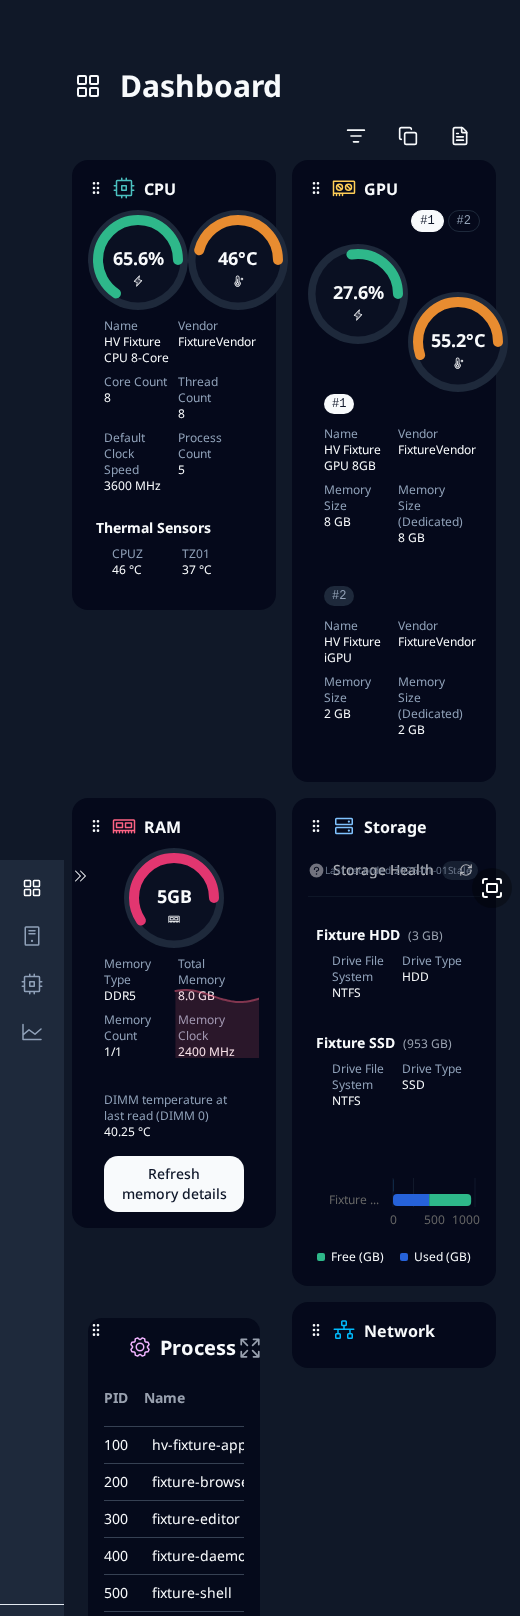 Dashboard
CPU
65.6%
46°C
Name
HV Fixture
CPU 8-Core
Vendor
FixtureVendor
Core Count
8
Thread
Count
8
Default
Clock
Speed
3600 MHz
Process
Count
5
Thermal Sensors
CPUZ
46 °C
TZ01
37 °C
GPU
#1
#2
27.6%
55.2°C
#1
Name
HV Fixture
GPU 8GB
Vendor
FixtureVendor
Memory
Size
8 GB
Memory
Size
(Dedicated)
8 GB
#2
Name
HV Fixture
iGPU
Vendor
FixtureVendor
Memory
Size
2 GB
Memory
Size
(Dedicated)
2 GB
RAM
5GB
Memory
Type
DDR5
Total
Memory
8.0 GB
Memory
Count
1/1
Memory
Clock
2400 MHz
DIMM temperature at
last read (DIMM 0)
40.25 °C
Refresh
memory details
Storage
Storage Health
Fixture HDD (3 GB)
Drive File
System
NTFS
Drive Type
HDD
Fixture SSD (953 GB)
Drive File
System
NTFS
Drive Type
SSD
Fixture ...
0 500 1000
Free (GB) Used (GB)
Process
PID Name
100 hv-fixture-app
200 fixture-browse
300 fixture-editor
400 fixture-daemo
500 fixture-shell
Network